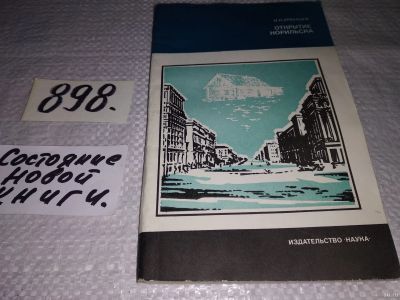 898.
Состояние
новой
книги.
ОТКРЫТИЕ
НОРИЛЬСКА
ИЗДАТЕЛЬСТВО «НАУКА»